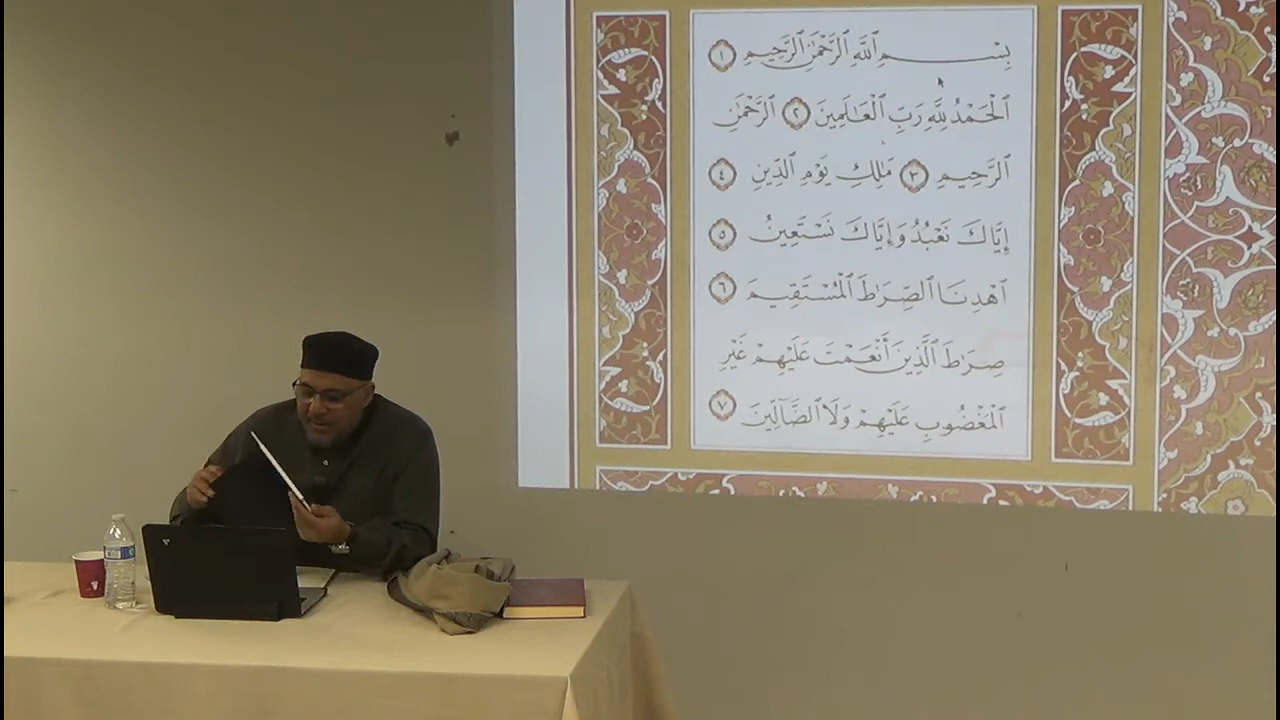 بِسْمِ ٱللَّهِ ٱلرَّحْمَٰنِ ٱلرَّحِيمِ ١
ٱلْحَمْدُ لِلَّهِ رَبِّ ٱلْعَٰلَمِينَ ٢ ٱلرَّحْمَٰنِ
ٱلرَّحِيمِ ٣ مَٰلِكِ يَوْمِ ٱلدِّينِ ٤
إِيَّاكَ نَعْبُدُ وَإِيَّاكَ نَسْتَعِينُ ٥
ٱهْدِنَا ٱلصِّرَٰطَ ٱلْمُسْتَقِيمَ ٦
صِرَٰطَ ٱلَّذِينَ أَنْعَمْتَ عَلَيْهِمْ غَيْرِ
ٱلْمَغْضُوبِ عَلَيْهِمْ وَلَا ٱلضَّآلِّينَ ٧